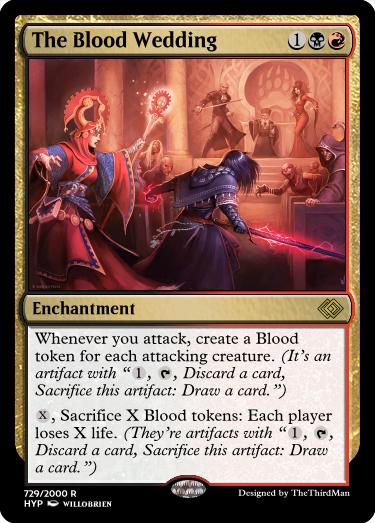 The Blood Wedding 1
Enchantment
Whenever you attack, create a Blood
token for each attacking creature. (It's an
artifact with "1, , Discard a card,
Sacrifice this artifact: Draw a card.")
X, Sacrifice X Blood tokens: Each player
loses X life. (They're artifacts with "1, ,
Discard a card, Sacrifice this artifact: Draw
a card.")
729/2000 R
HYP WILLOBRIEN
Designed by TheThirdMan